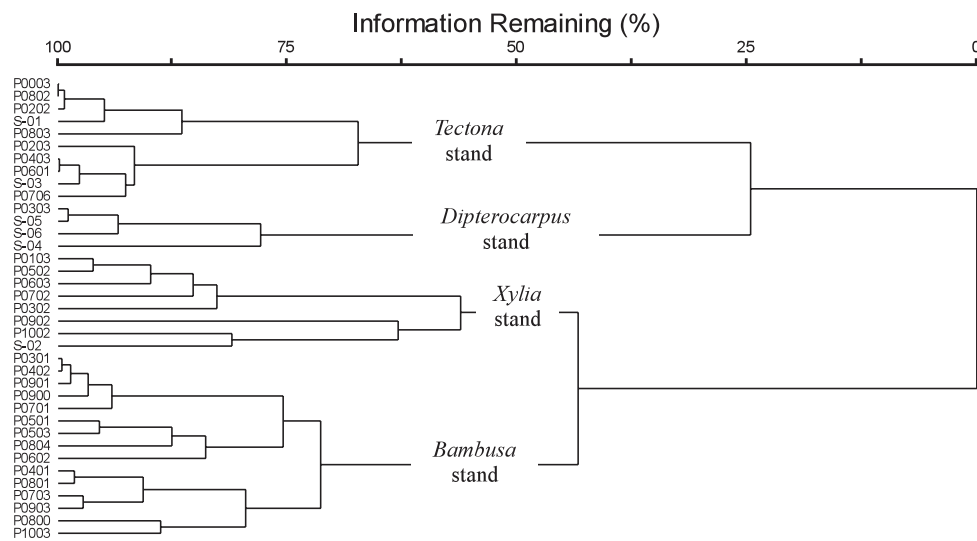 Information Remaining (%)
100 75 50 25 0
P0003
P0802
P0202
S-01
P0803
P0203
P0403
P0601
S-03
P0706
P0303
S-05
S-06
S-04
P0103
P0502
P0603
P0702
P0302
P0902
P1002
S-02
P0301
P0402
P0901
P0900
P0701
P0501
P0503
P0804
P0602
P0401
P0801
P0703
P0903
P0800
P1003
Tectona
stand
Dipterocarpus
stand
Xylia
stand
Bambusa
stand